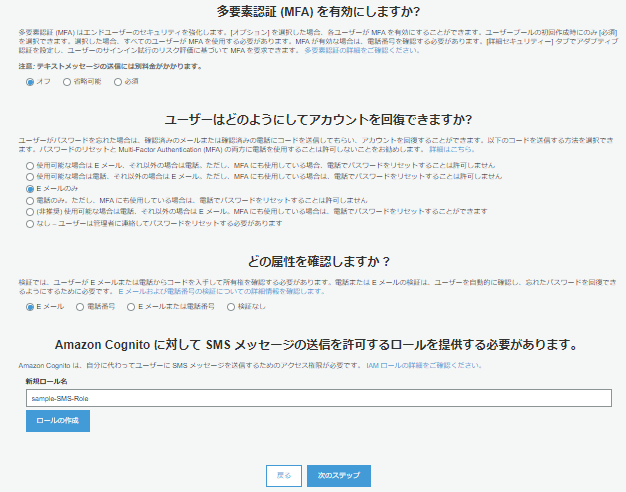 多要素認証 (MFA) を有効にしますか?
多要素認証 (MFA) はエンドユーザーのセキュリティを強化します。[オプション] を選択した場合、各ユーザーが MFA を有効にすることができます。ユーザープールの初回作成時にのみ [必須]
を選択できます。選択した場合、すべてのユーザーが MFA を使用する必要があります。MFA が有効な場合は、電話番号を確認する必要があります。[詳細セキュリティー] タブでアダプティブ
認証を設定し、ユーザーのサインイン試行のリスク評価に基づいて MFA を要求できます。 多要素認証の詳細をご確認ください。
注意: テキストメッセージの送信には別料金がかかります。
オフ 省略可能 必須
ユーザーはどのようにしてアカウントを回復できますか?
ユーザーがパスワードを忘れた場合は、確認済みのメールまたは確認済みの電話にコードを送信してもらい、アカウントを回復することができます。以下のコードを送信する方法を選択でき
ます。パスワードのリセットと Multi-Factor Authentication (MFA) の両方に電話を使用することは許可しないことをお勧めします。 詳細はこちら。
使用可能な場合は E メール、それ以外の場合は電話。ただし、MFA にも使用している場合、電話でパスワードをリセットすることは許可しません
使用可能な場合は電話、それ以外の場合は E メール。ただし、MFA にも使用している場合は、電話でパスワードをリセットすることは許可しません
E メールのみ
電話のみ。ただし、MFA にも使用している場合は、電話でパスワードをリセットすることは許可しません
(非推奨) 使用可能な場合は電話、それ以外の場合は E メール。MFA にも使用している場合は、電話でパスワードをリセットすることができます
なし – ユーザーは管理者に連絡してパスワードをリセットする必要があります
どの属性を確認しますか ?
検証では、ユーザーが E メールまたは電話からコードを入手して所有権を確認する必要があります。電話または E メールの検証は、ユーザーを自動的に確認し、忘れたパスワードを回復でき
るようにするために必要です。 E メールおよび電話番号の検証についての詳細情報を確認します。
E メール 電話番号 E メールまたは電話番号 検証なし
Amazon Cognito に対して SMS メッセージの送信を許可するロールを提供する必要があります。
Amazon Cognito は、自分に代わってユーザーに SMS メッセージを送信するためのアクセス権限が必要です。 IAM ロールの詳細をご確認ください。
新規ロール名
sample-SMS-Role
ロールの作成
戻る 次のステップ